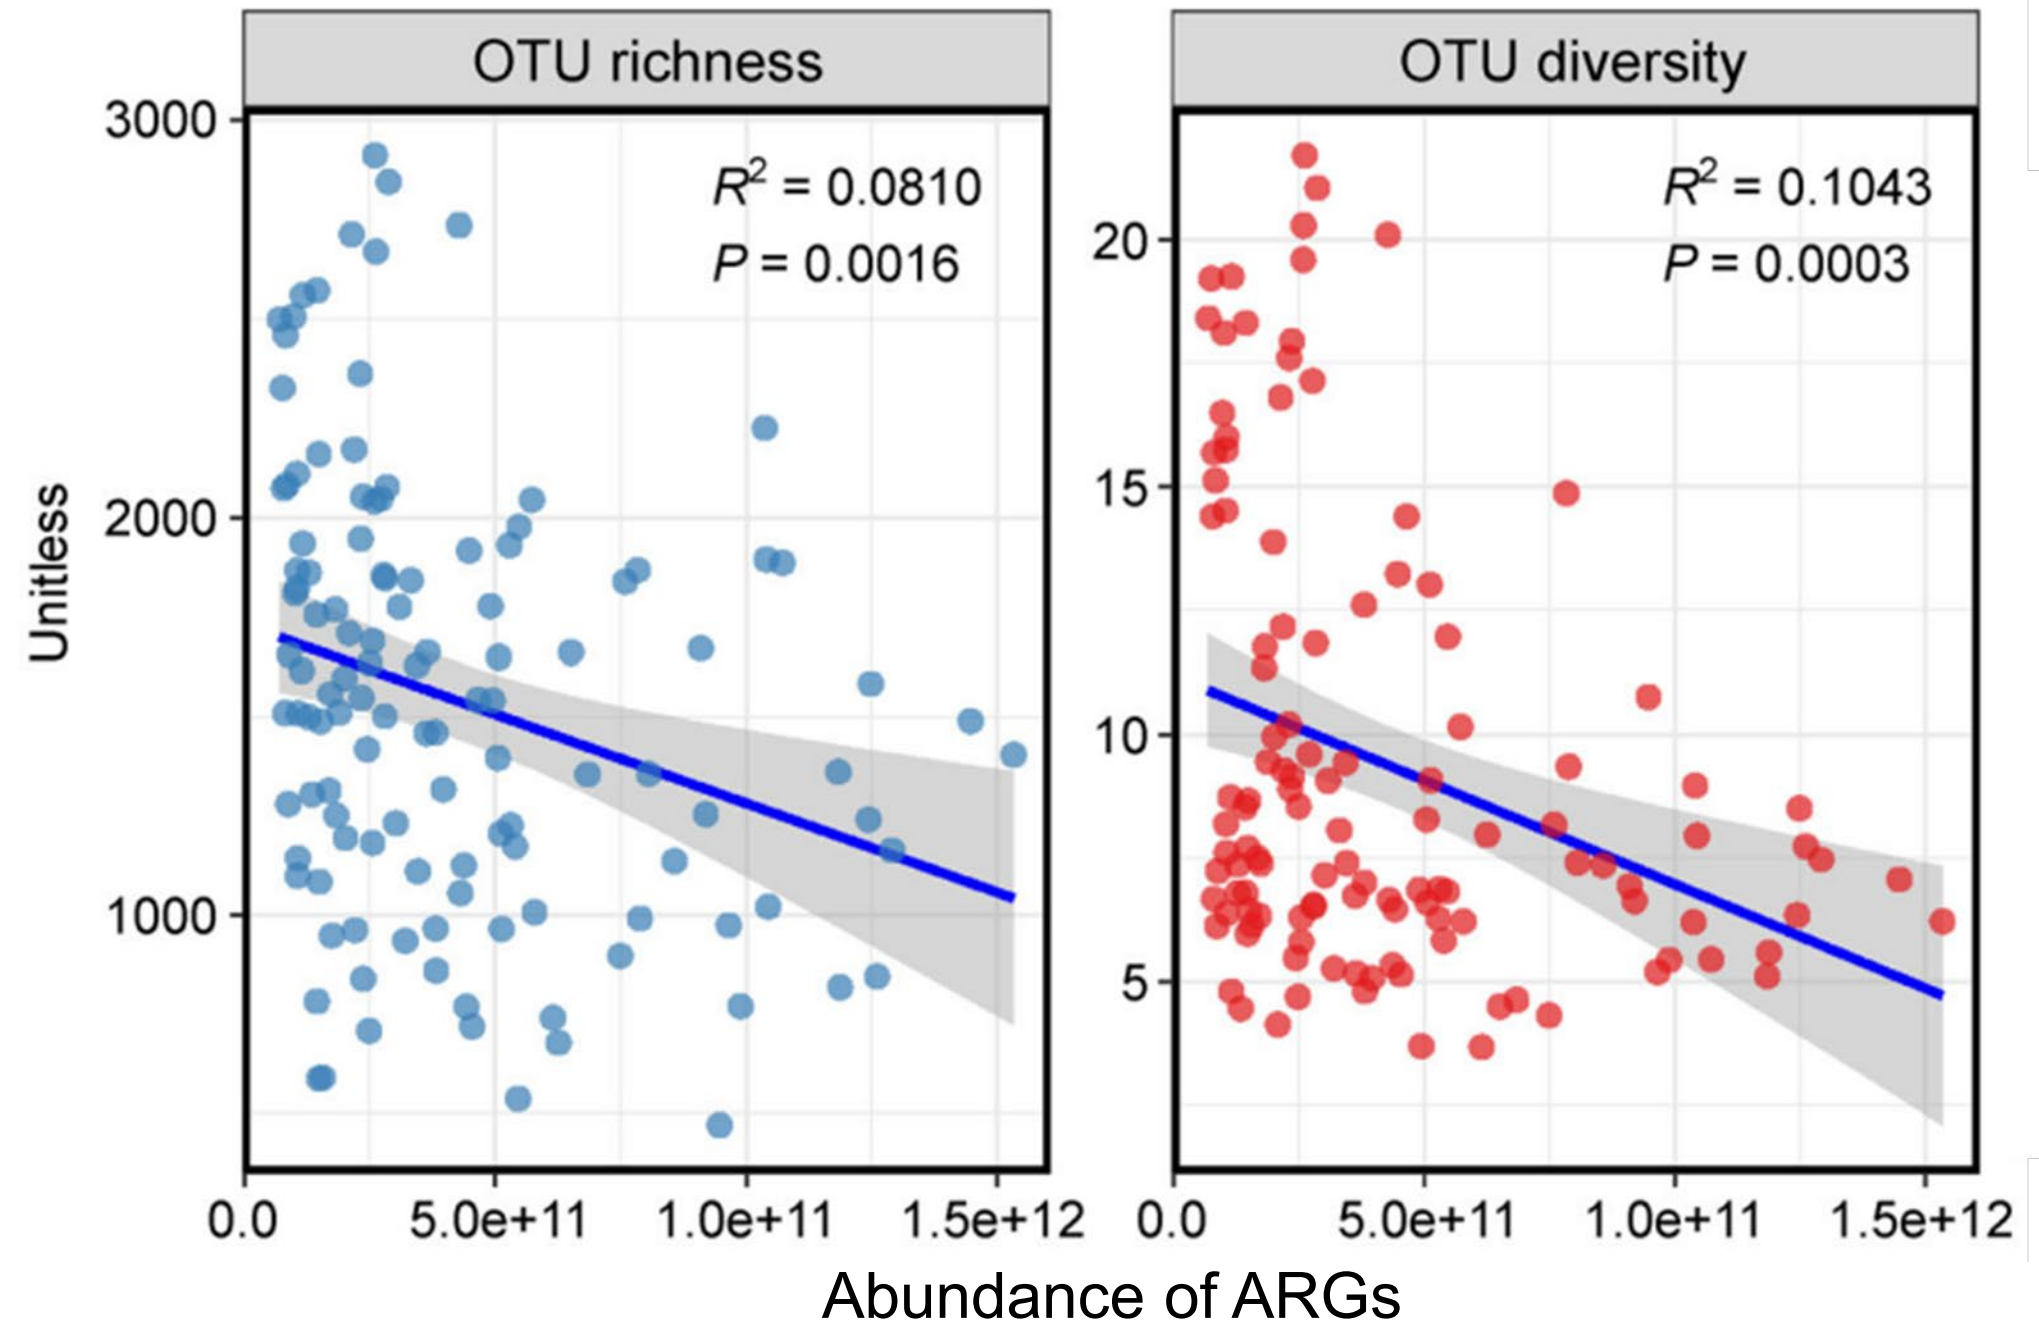 OTU richness
OTU diversity
Unitless
3000
2000
1000
R² = 0.0810
P = 0.0016
0.0
5.0e+11
1.0e+11
1.5e+12
20
15
10
5
R² = 0.1043
P = 0.0003
0.0
5.0e+11
1.0e+11
1.5e+12
Abundance of ARGs